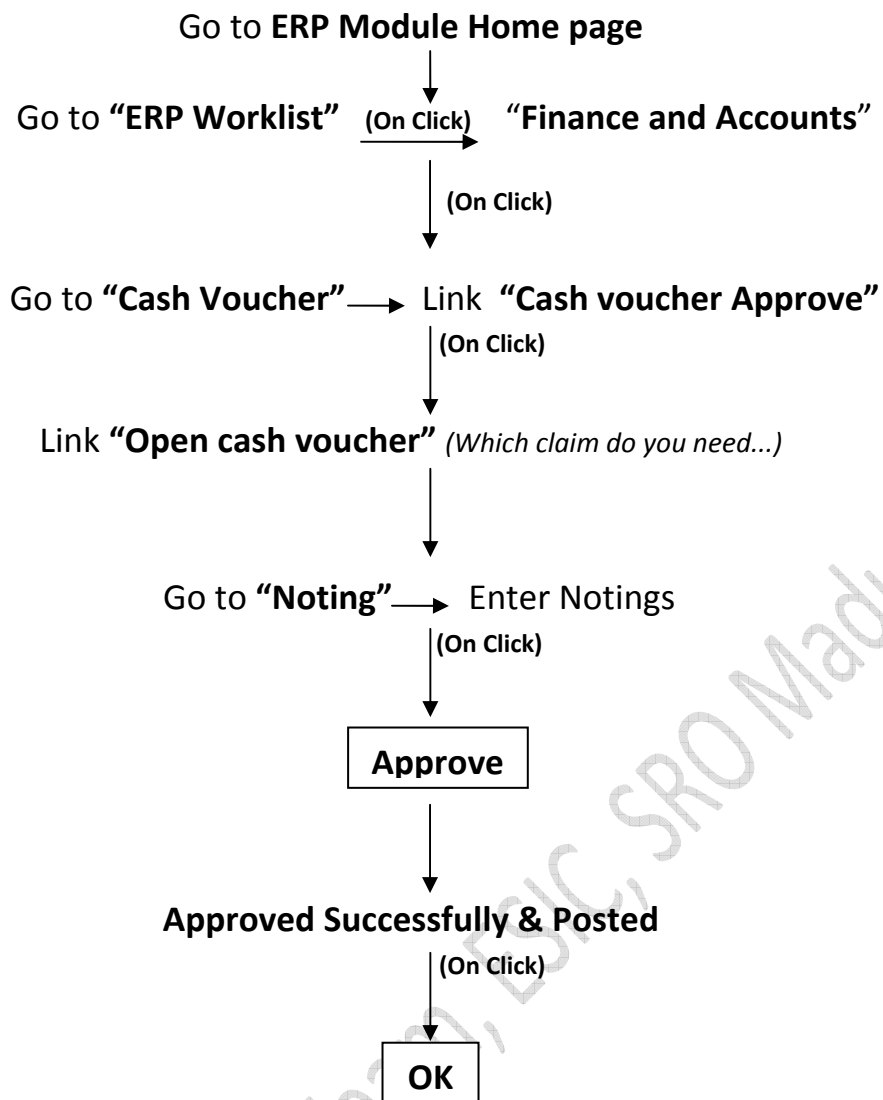 Go to ERP Module Home page
Go to “ERP Worklist” (On Click) “Finance and Accounts”
(On Click)
Go to “Cash Voucher” Link “Cash voucher Approve”
(On Click)
Link “Open cash voucher” (Which claim do you need...)
Go to “Noting” Enter Notings
(On Click)
Approve
Approved Successfully & Posted
(On Click)
OK
ESIC, SRO